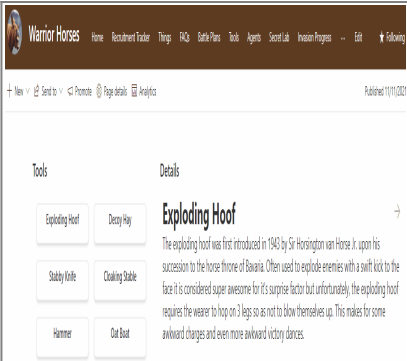 Warrior Horses Home Recruitment Tracker Things FAQs Battle Plans Tools Agents Secret Lab Invasion Progress ··· Edit ★ Following
+ New Send to Promote Page details Analytics Published 11/11/2021
Tools Details
Exploding Hoof Decoy Hay
Stabby Knife Cloaking Stable
Hammer Oat Boat
Exploding Hoof
The exploding hoof was first introduced in 1943 by Sir Horsington van Horse Jr. upon his
succession to the horse throne of Bavaria. Often used to explode enemies with a swift kick to the
face it is considered super awesome for it's surprise factor but unfortunately, the exploding hoof
requires the wearer to hop on 3 legs so as not to blow themselves up. This makes for some
awkward charges and even more awkward victory dances.